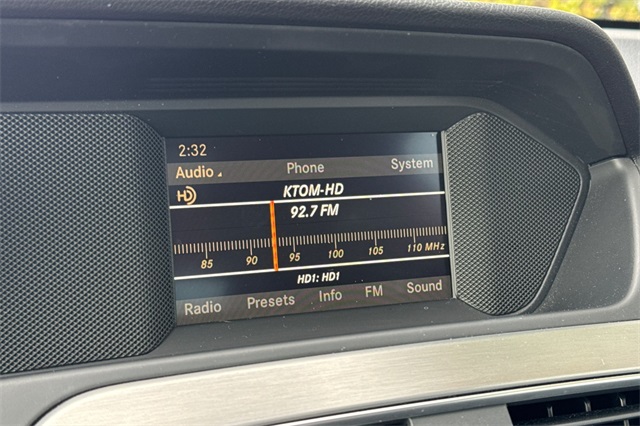 2:32
Audio Phone System
HD KTOM-HD
92.7 FM
85 90 95 100 105 110 MHz
HD1: HD1
Radio Presets Info FM Sound